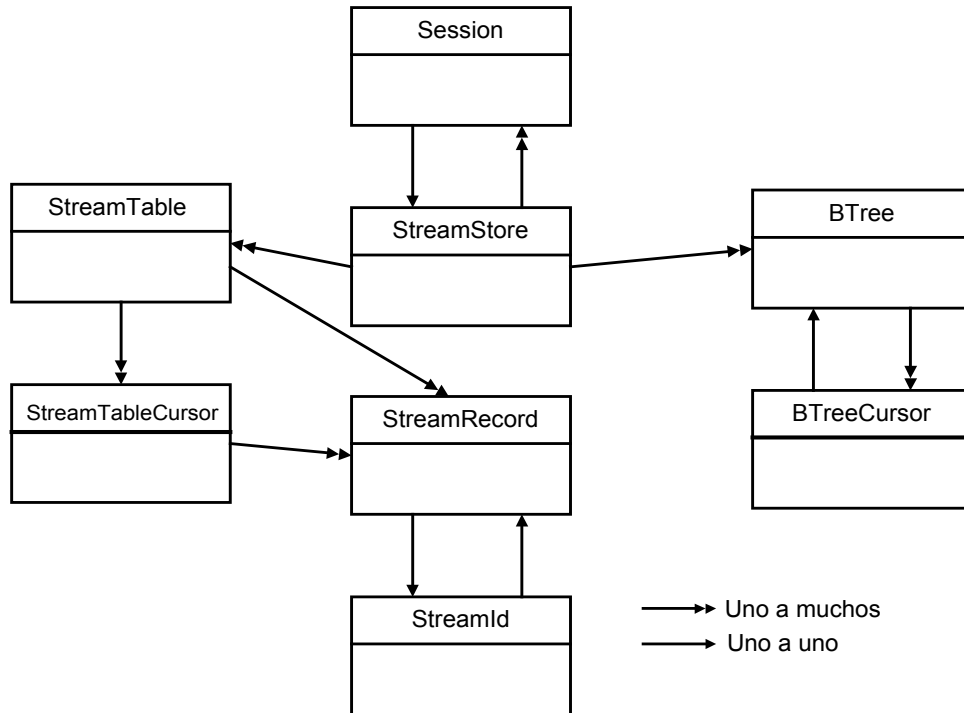 Session
StreamTable
StreamStore
BTree
StreamTableCursor
StreamRecord
BTreeCursor
StreamId
Uno a muchos
Uno a uno